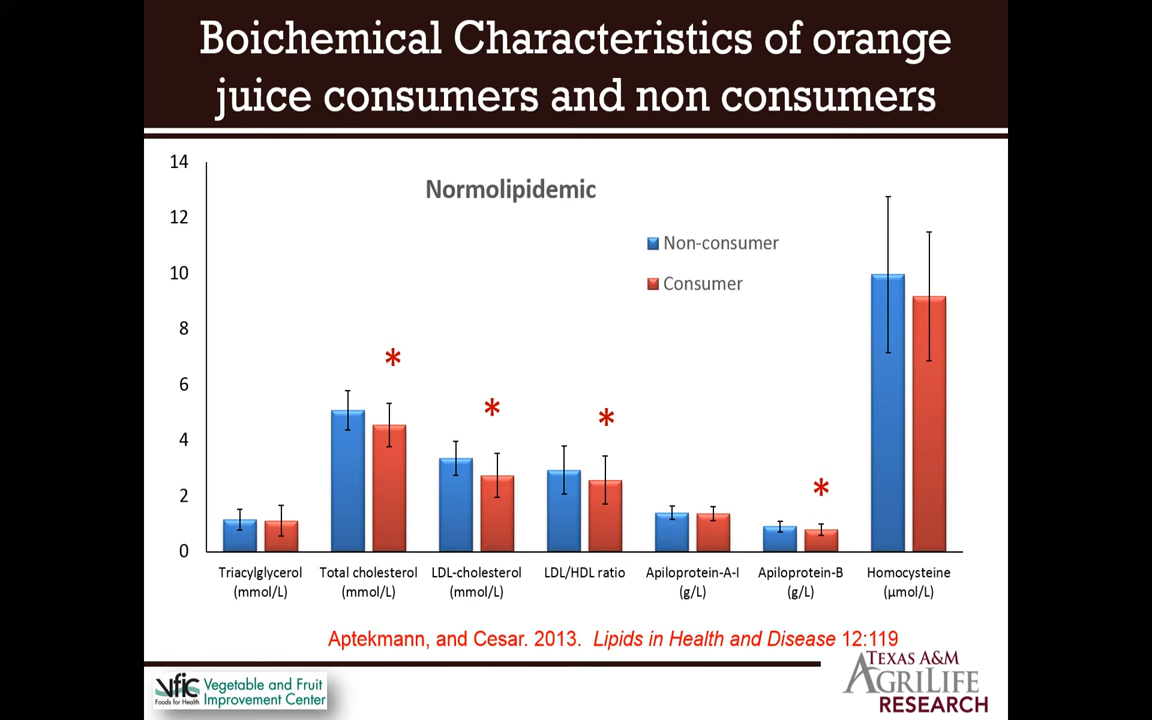 Boichemical Characteristics of orange
juice consumers and non consumers
14
12
10
8
6
4
2
0
Normolipidemic
Non-consumer
Consumer
*
*
*
*
Triacylglycerol
(mmol/L)
Total cholesterol
(mmol/L)
LDL-cholesterol
(mmol/L)
LDL/HDL ratio
Apiloprotein-A-I
(g/L)
Apiloprotein-B
(g/L)
Homocysteine
(µmol/L)
Aptekmann, and Cesar. 2013. Lipids in Health and Disease 12:119
vfic
Foods for Health
Vegetable and Fruit
Improvement Center
TEXAS A&M
AGRILIFE
RESEARCH